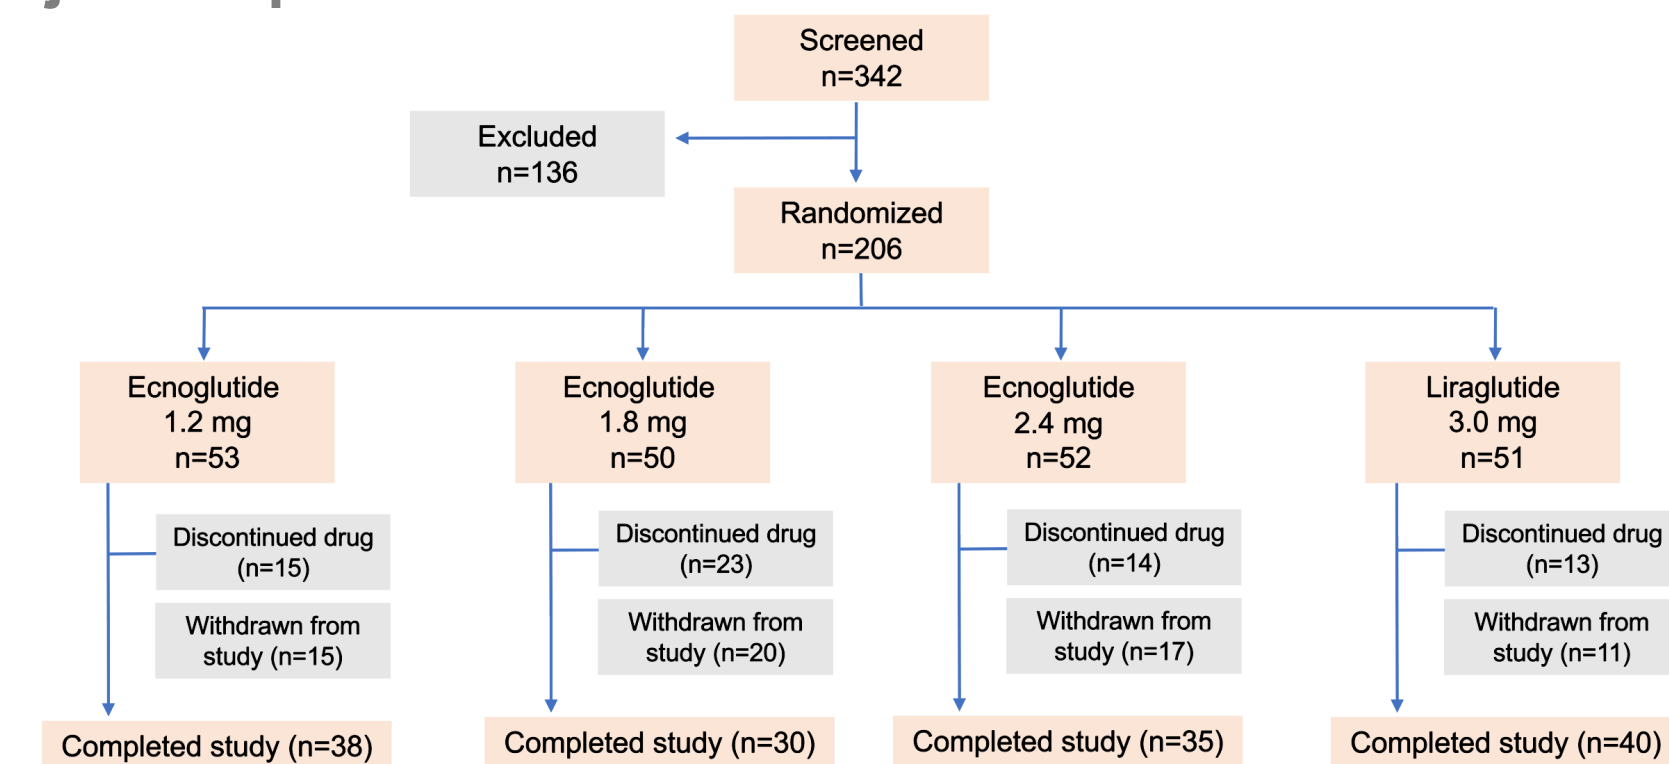 Screened
n=342
Excluded
n=136
Randomized
n=206
Ecnoglutide
1.2 mg
n=53
Ecnoglutide
1.8 mg
n=50
Ecnoglutide
2.4 mg
n=52
Liraglutide
3.0 mg
n=51
Discontinued drug
(n=15)
Withdrawn from
study (n=15)
Discontinued drug
(n=23)
Withdrawn from
study (n=20)
Discontinued drug
(n=14)
Withdrawn from
study (n=17)
Discontinued drug
(n=13)
Withdrawn from
study (n=11)
Completed study (n=38)
Completed study (n=30)
Completed study (n=35)
Completed study (n=40)